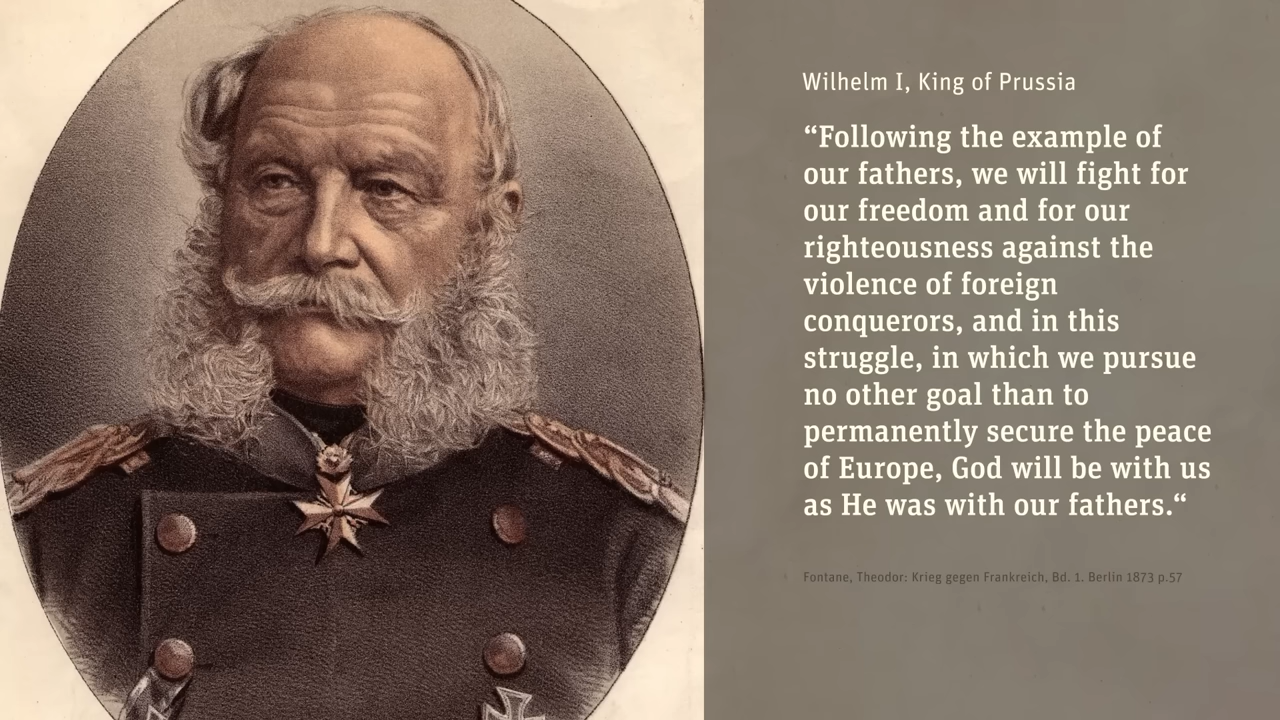 Wilhelm I, King of Prussia
“Following the example of
our fathers, we will fight for
our freedom and for our
righteousness against the
violence of foreign
conquerors, and in this
struggle, in which we pursue
no other goal than to
permanently secure the peace
of Europe, God will be with us
as He was with our fathers.“
Fontane, Theodor: Krieg gegen Frankreich, Bd. 1. Berlin 1873 p.57